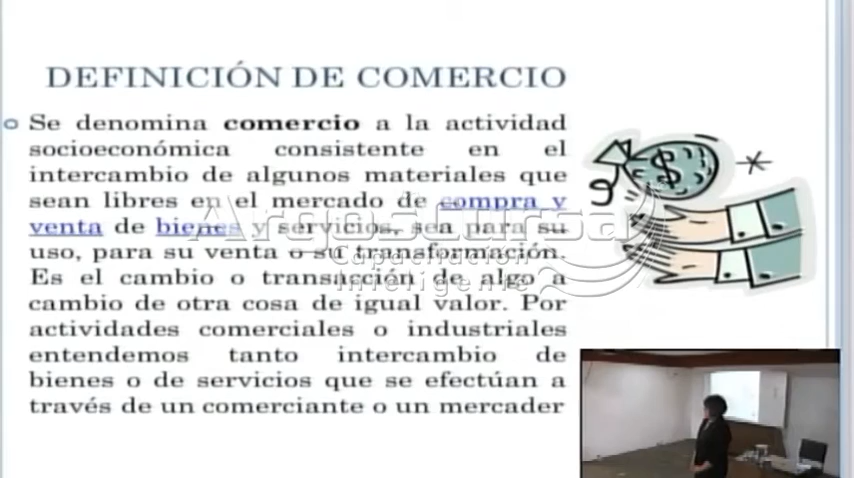 DEFINICIÓN DE COMERCIO
Se denomina comercio a la actividad
socioeconómica consistente en el
intercambio de algunos materiales que
sean libres en el mercado de compra y
venta de bienes y servicios, sea para su
uso, para su venta o su transformación.
Es el cambio o transacción de algo a
cambio de otra cosa de igual valor. Por
actividades comerciales o industriales
entendemos tanto intercambio de
bienes o de servicios que se efectúan a
través de un comerciante o un mercader
$
ArgosCursa
Capacitación
Inteligente